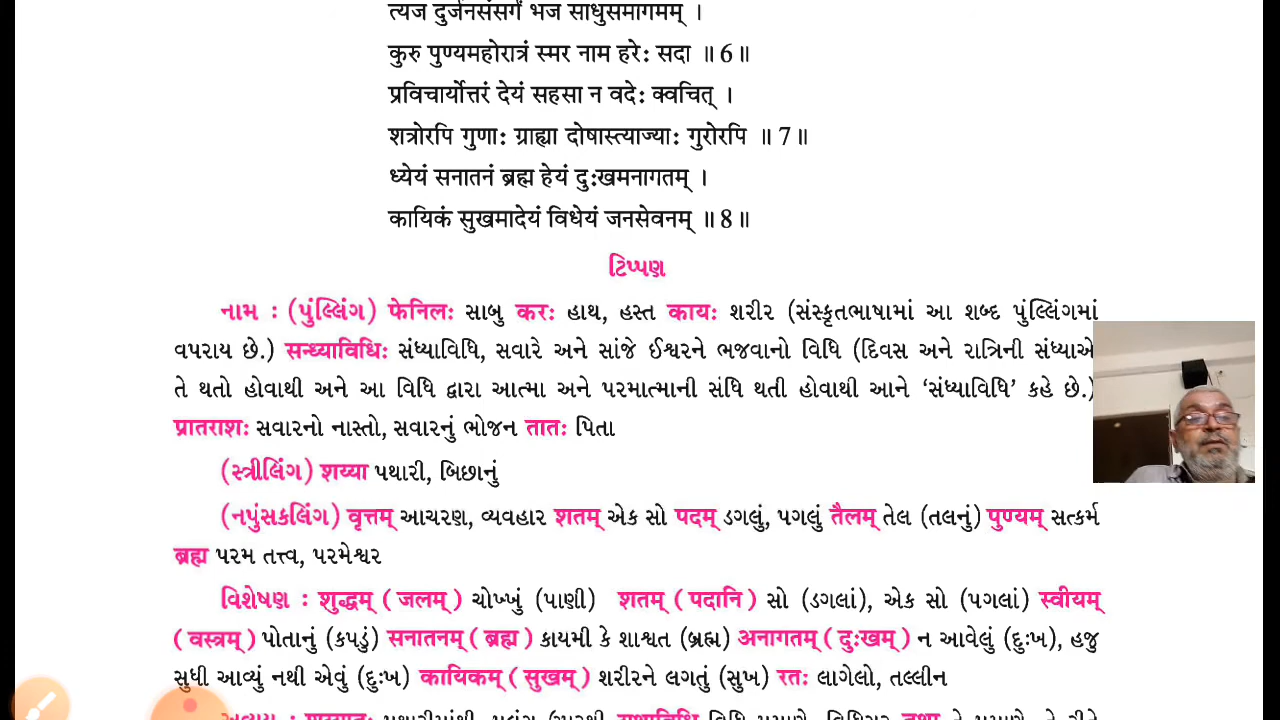 त्यज दुर्जनसंसर्गं भज साधुसमागमम् ।
कुरु पुण्यमहोरात्रं स्मर नाम हरेः सदा ॥ 6 ॥
प्रविचार्योत्तरं देयं सहसा न वदेः क्वचित् ।
शत्रोरपि गुणाः ग्राह्या दोषास्त्याज्याः गुरोरपि ॥ 7 ॥
ध्येयं सनातनं ब्रह्म हेयं दुःखमनागतम् ।
कायिकं सुखमादेयं विधेयं जनसेवनम् ॥ 8 ॥
ટિપ્પણ
નામ : (પુંલ્લિંગ) फेनिलः સાબુ करः હાથ, હસ્ત कायः શરીર (સંસ્કૃતભાષામાં આ શબ્દ પુંલ્લિંગમાં
વપરાય છે.) सन्ध्याविधिः સંધ્યાવિધિ, સવારે અને સાંજે ઈશ્વરને ભજવાનો વિધિ (દિવસ અને રાત્રિની સંધ્યાએ
તે થતો હોવાથી અને આ વિધિ દ્વારા આત્મા અને પરમાત્માની સંધિ થતી હોવાથી આને ‘સંધ્યાવિધિ’ કહે છે.)
प्रातराशः સવારનો નાસ્તો, સવારનું ભોજન तातः પિતા
(સ્ત્રીલિંગ) शय्या પથારી, બિછાનું
(નપુંસકલિંગ) वृत्तम् આચરણ, વ્યવહાર शतम् એક સો पदम् ડગલું, પગલું तैलम् તેલ (તલનું) पुण्यम् સત્કર્મ
ब्रह्म પરમ તત્ત્વ, પરમેશ્વર
વિશેષણ : शुद्धम् ( जलम् ) ચોખ્ખું (પાણી) शतम् ( पदानि ) સો (ડગલાં), એક સો (પગલાં) स्वीयम्
( वस्त्रम् ) પોતાનું (કપડું) सनातनम् ( ब्रह्म ) કાયમી કે શાશ્વત (બ્રહ્મ) अनागतम् ( दुःखम् ) ન આવેલું (દુઃખ), હજુ
સુધી આવ્યું નથી એવું (દુઃખ) कायिकम् ( सुखम् ) શરીરને લગતું (સુખ) रतः લાગેલો, તલ્લીન